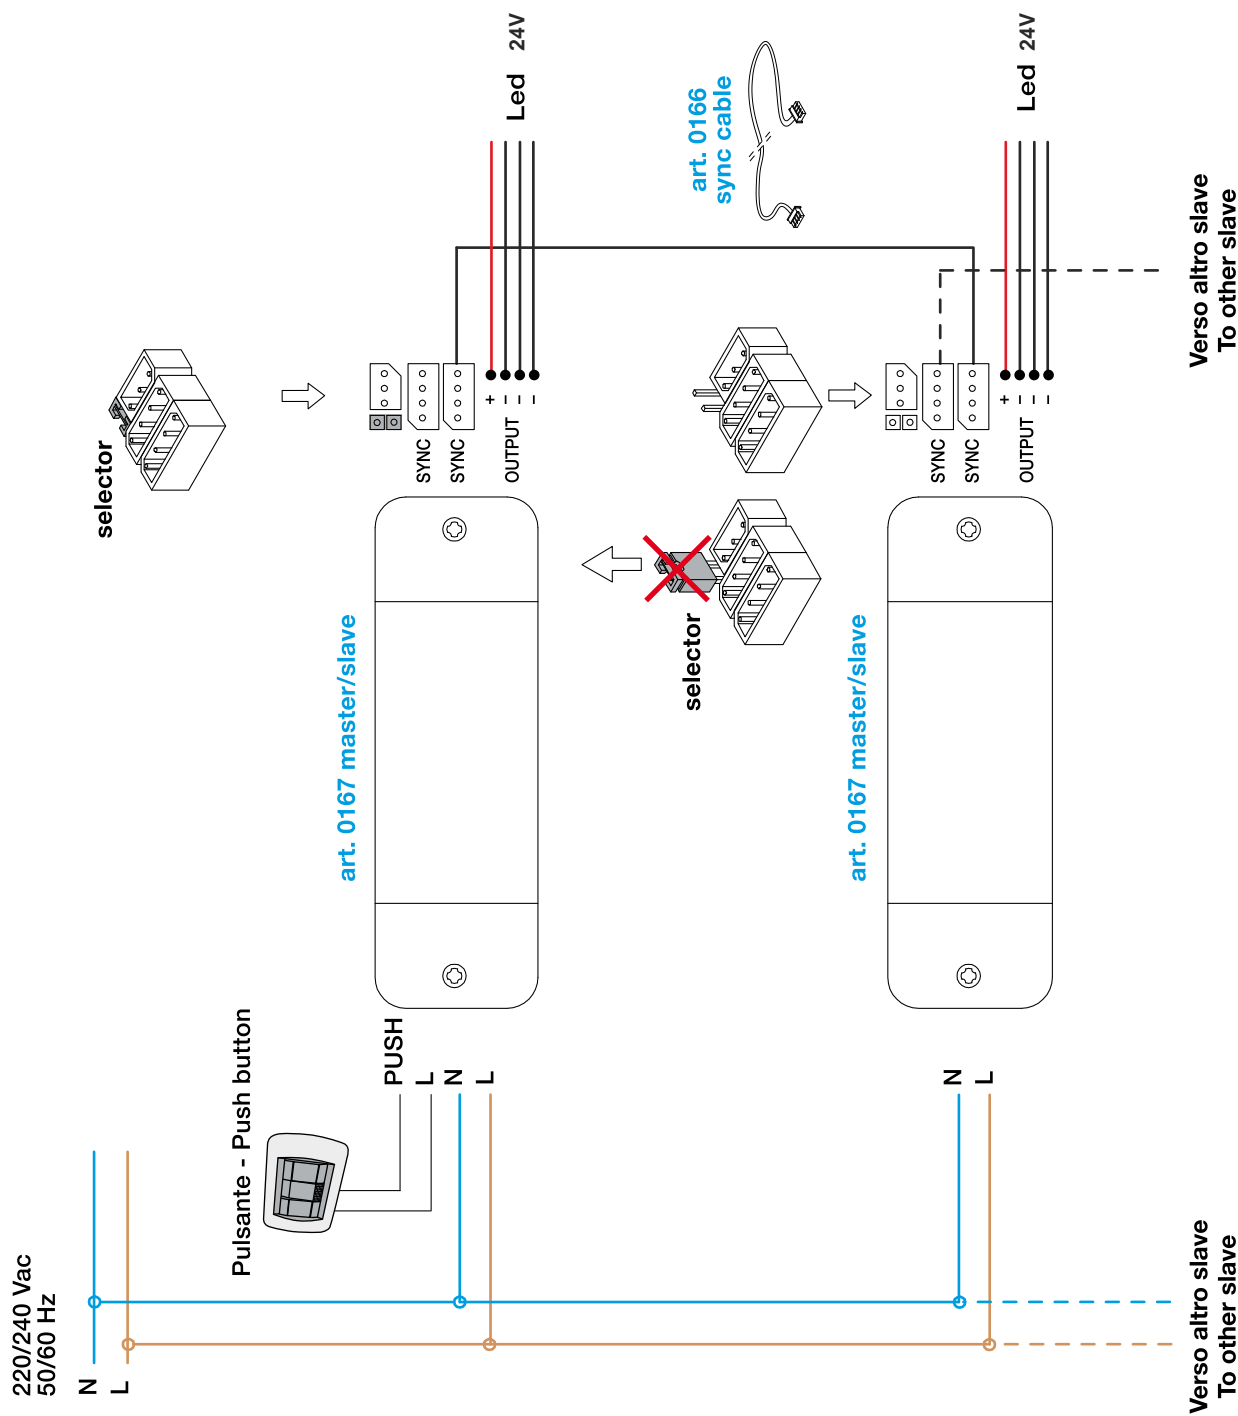 220/240 Vac
50/60 Hz
N
L
Pulsante - Push button
PUSH
L
N
L
art. 0167 master/slave
selector
SYNC
SYNC
OUTPUT
+
–
–
–
Led 24V
art. 0166
sync cable
selector
N
L
art. 0167 master/slave
SYNC
SYNC
OUTPUT
+
–
–
–
Led 24V
Verso altro slave
To other slave
Verso altro slave
To other slave